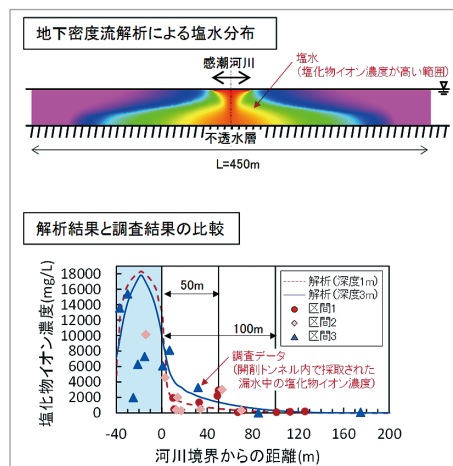 地下密度流解析による塩水分布
感潮河川
塩水
(塩化物イオン濃度が高い範囲)
不透水層
L=450m
解析結果と調査結果の比較
塩化物イオン濃度(mg/L)
18000
16000
14000
12000
10000
8000
6000
4000
2000
0
50m
100m
解析(深度1m)
解析(深度3m)
区間1
区間2
区間3
調査データ
(開削トンネル内で採取された
漏水中の塩化物イオン濃度)
-40 0 40 80 120 160 200
河川境界からの距離(m)